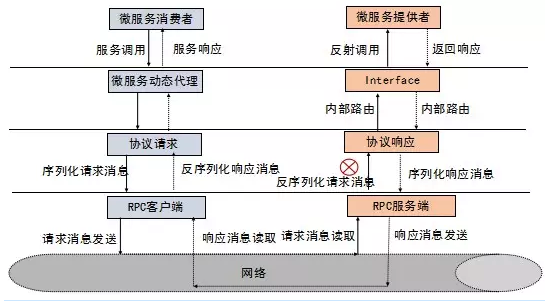 微服务消费者
微服务提供者
服务调用
服务响应
反射调用
返回响应
微服务动态代理
Interface
内部路由
内部路由
协议请求
协议响应
序列化请求消息
反序列化响应消息
反序列化请求消息
序列化响应消息
RPC客户端
RPC服务端
请求消息发送
响应消息读取
请求消息读取
响应消息发送
网络